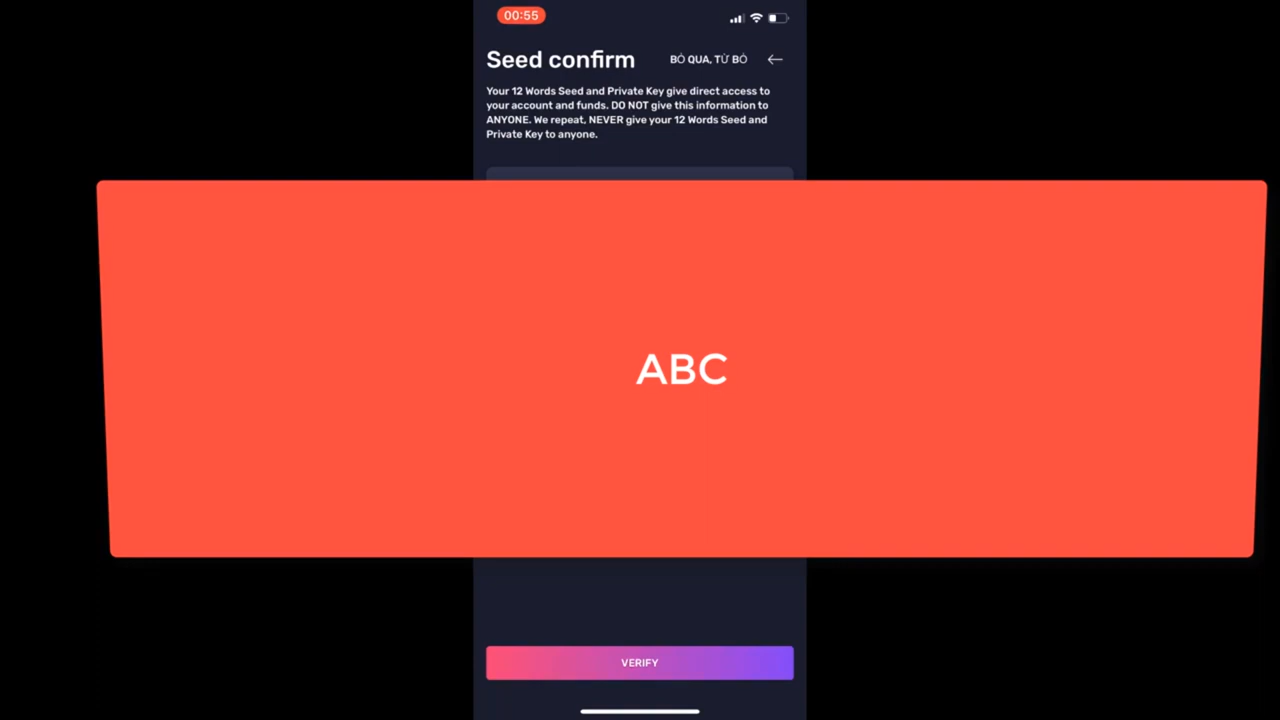 00:55
Seed confirm
BỎ QUA, TỪ BỎ
Your 12 Words Seed and Private Key give direct access to
your account and funds. DO NOT give this information to
ANYONE. We repeat, NEVER give your 12 Words Seed and
Private Key to anyone.
ABC
VERIFY